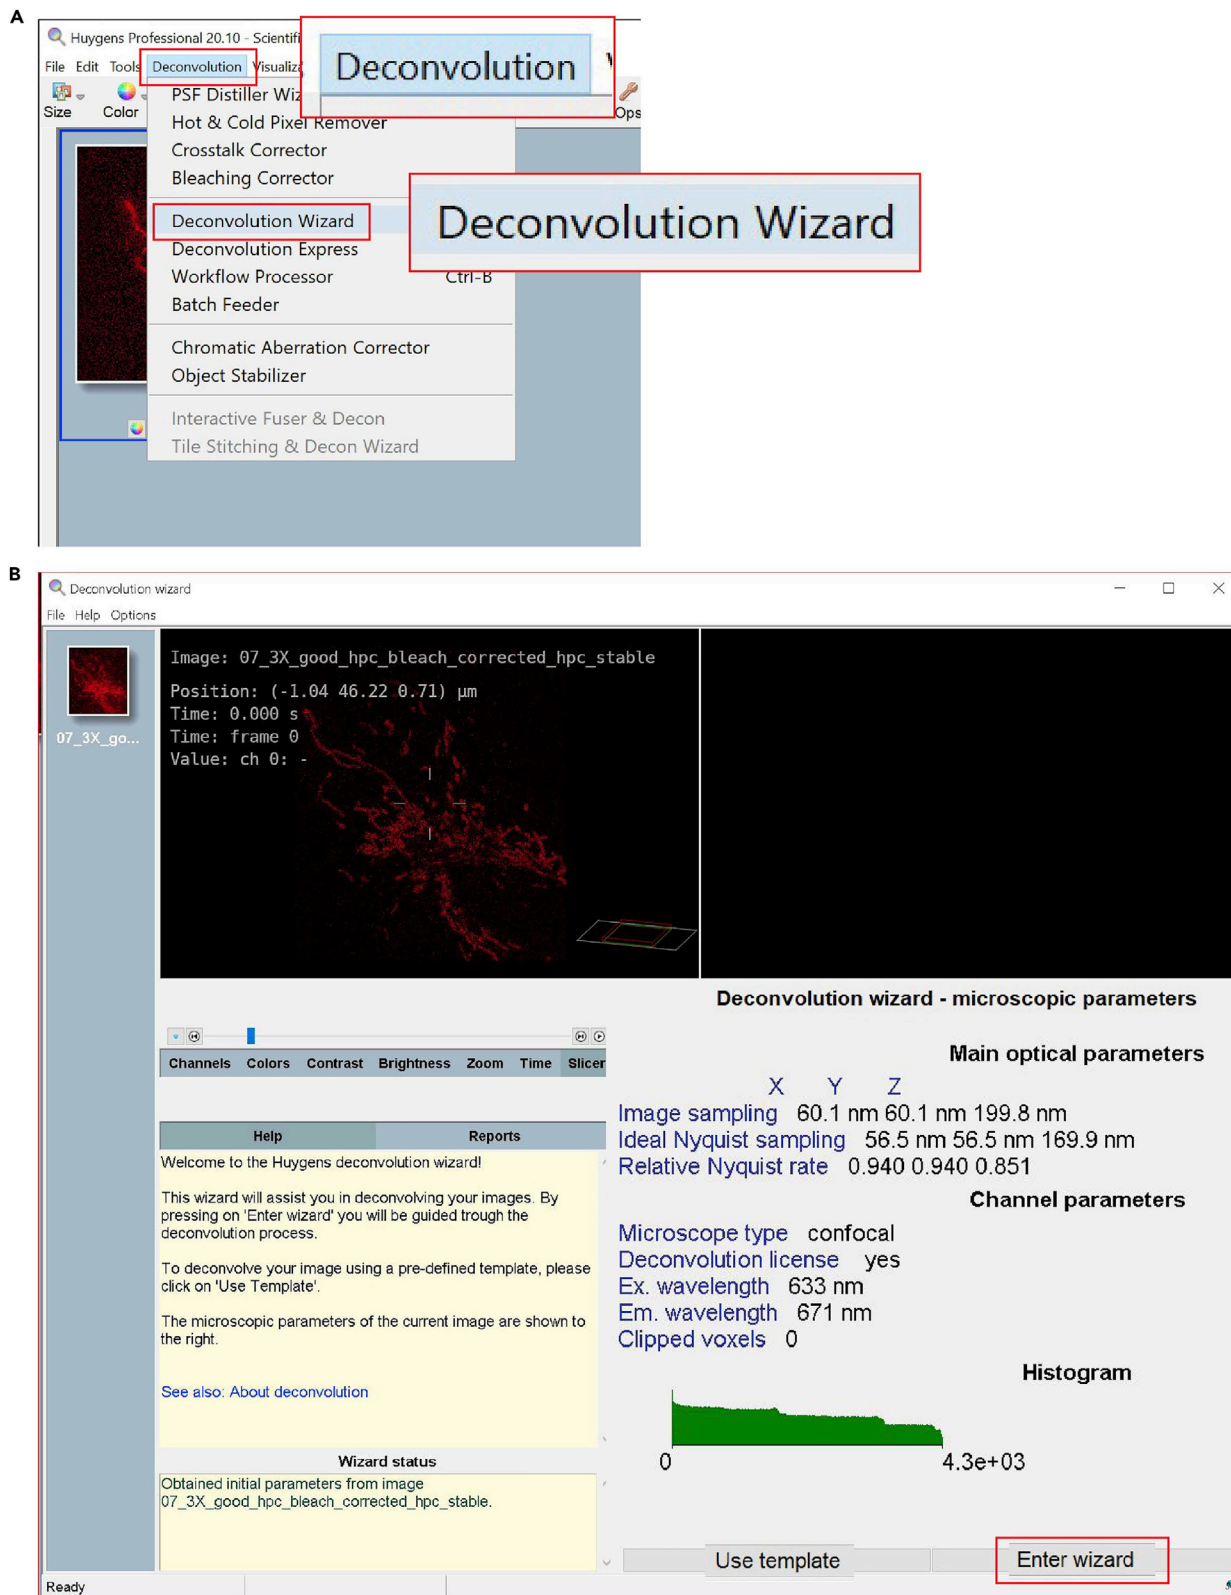 A
Huygens Professional 20.10 - Scientifi
File Edit Tools Deconvolution Visualiza
Deconvolution
Size Color Ops
PSF Distiller Wiz
Hot & Cold Pixel Remover
Crosstalk Corrector
Bleaching Corrector
Deconvolution Wizard
Deconvolution Wizard
Deconvolution Express
Workflow Processor Ctrl-B
Batch Feeder
Chromatic Aberration Corrector
Object Stabilizer
Interactive Fuser & Decon
Tile Stitching & Decon Wizard
B
Deconvolution wizard
File Help Options
07_3X_go...
Image: 07_3X_good_hpc_bleach_corrected_hpc_stable
Position: (-1.04 46.22 0.71) µm
Time: 0.000 s
Time: frame 0
Value: ch 0: -
Channels Colors Contrast Brightness Zoom Time Slicer
Help Reports
Welcome to the Huygens deconvolution wizard!
This wizard will assist you in deconvolving your images. By
pressing on 'Enter wizard' you will be guided trough the
deconvolution process.
To deconvolve your image using a pre-defined template, please
click on 'Use Template'.
The microscopic parameters of the current image are shown to
the right.
See also: About deconvolution
Wizard status
Obtained initial parameters from image
07_3X_good_hpc_bleach_corrected_hpc_stable.
Ready
Deconvolution wizard - microscopic parameters
Main optical parameters
X Y Z
Image sampling 60.1 nm 60.1 nm 199.8 nm
Ideal Nyquist sampling 56.5 nm 56.5 nm 169.9 nm
Relative Nyquist rate 0.940 0.940 0.851
Channel parameters
Microscope type confocal
Deconvolution license yes
Ex. wavelength 633 nm
Em. wavelength 671 nm
Clipped voxels 0
Histogram
0 4.3e+03
Use template Enter wizard